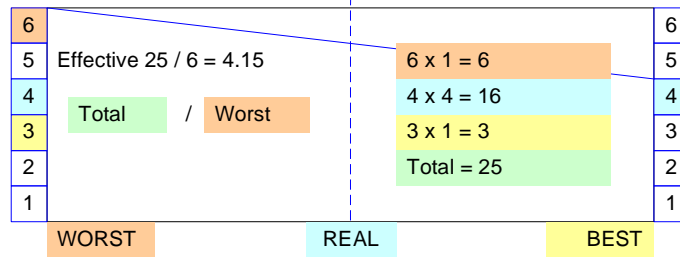 6 6
5 Effective 25 / 6 = 4.15 6 x 1 = 6 5
4 4 x 4 = 16 4
Total / Worst
3 3 x 1 = 3 3
2 Total = 25 2
1 1
WORST REAL BEST